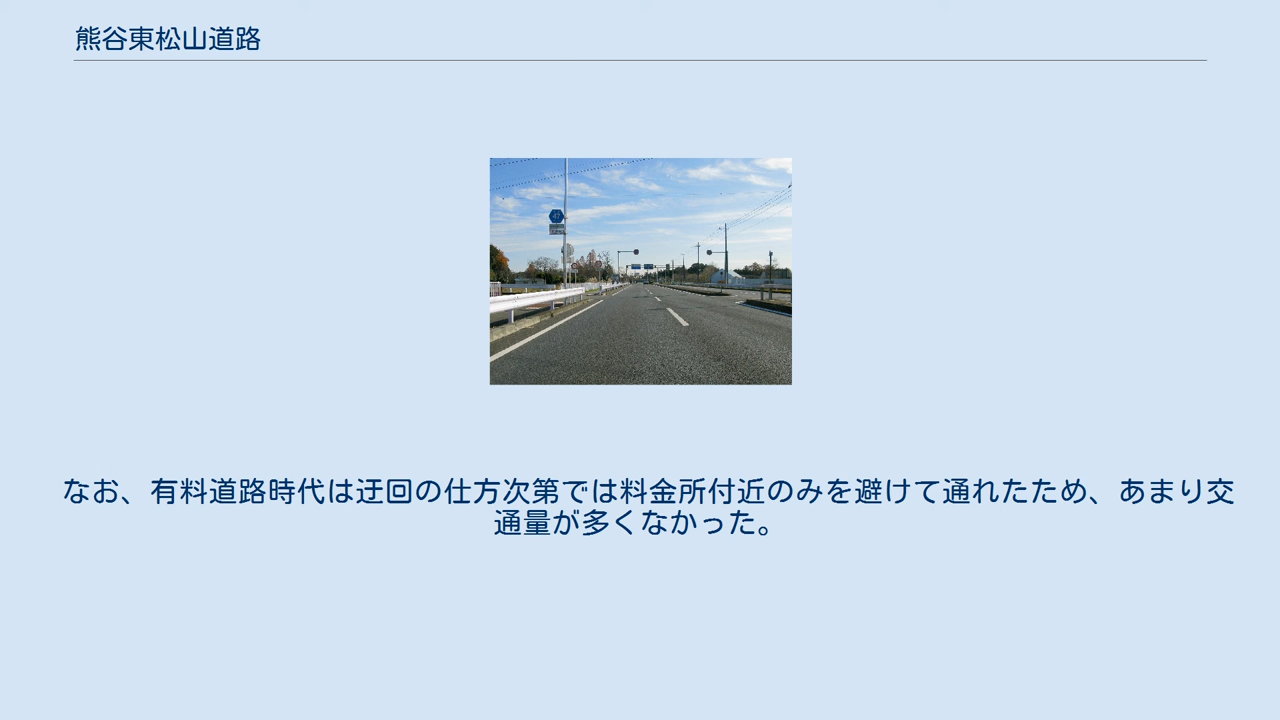 熊谷東松山道路
47
なお、有料道路時代は迂回の仕方次第では料金所付近のみを避けて通れたため、あまり交
通量が多くなかった。